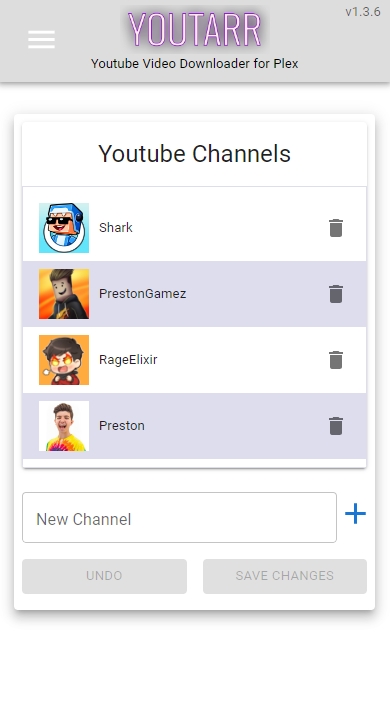 v1.3.6
YOUTARR
Youtube Video Downloader for Plex
Youtube Channels
Shark
PrestonGamez
RageElixir
Preston
New Channel
UNDO
SAVE CHANGES